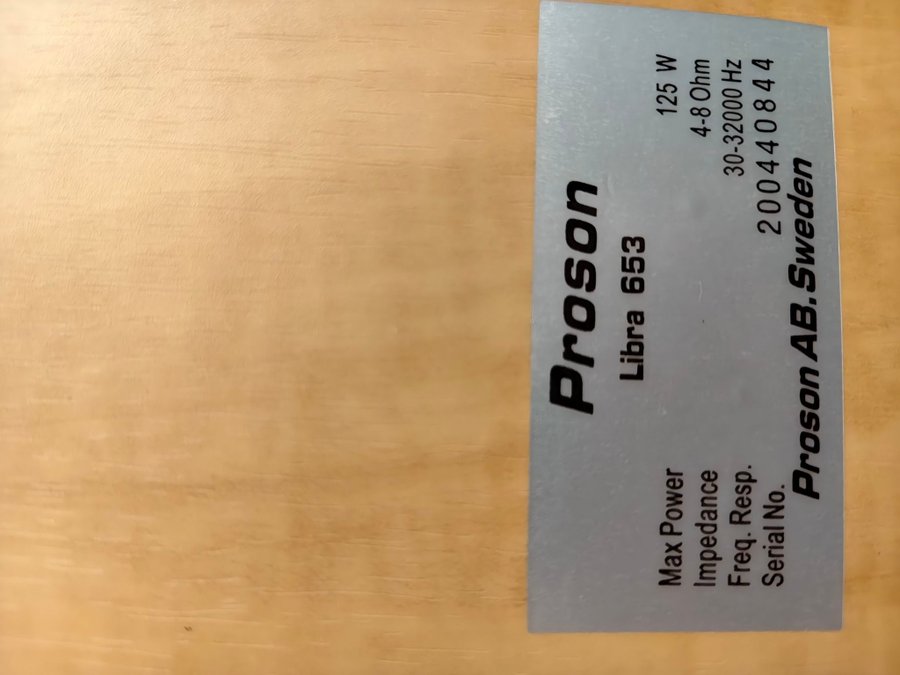 Proson
Libra 653
Max Power 125 W
Impedance 4-8 Ohm
Freq. Resp. 30-32000 Hz
Serial No. 200440844
Proson AB.Sweden